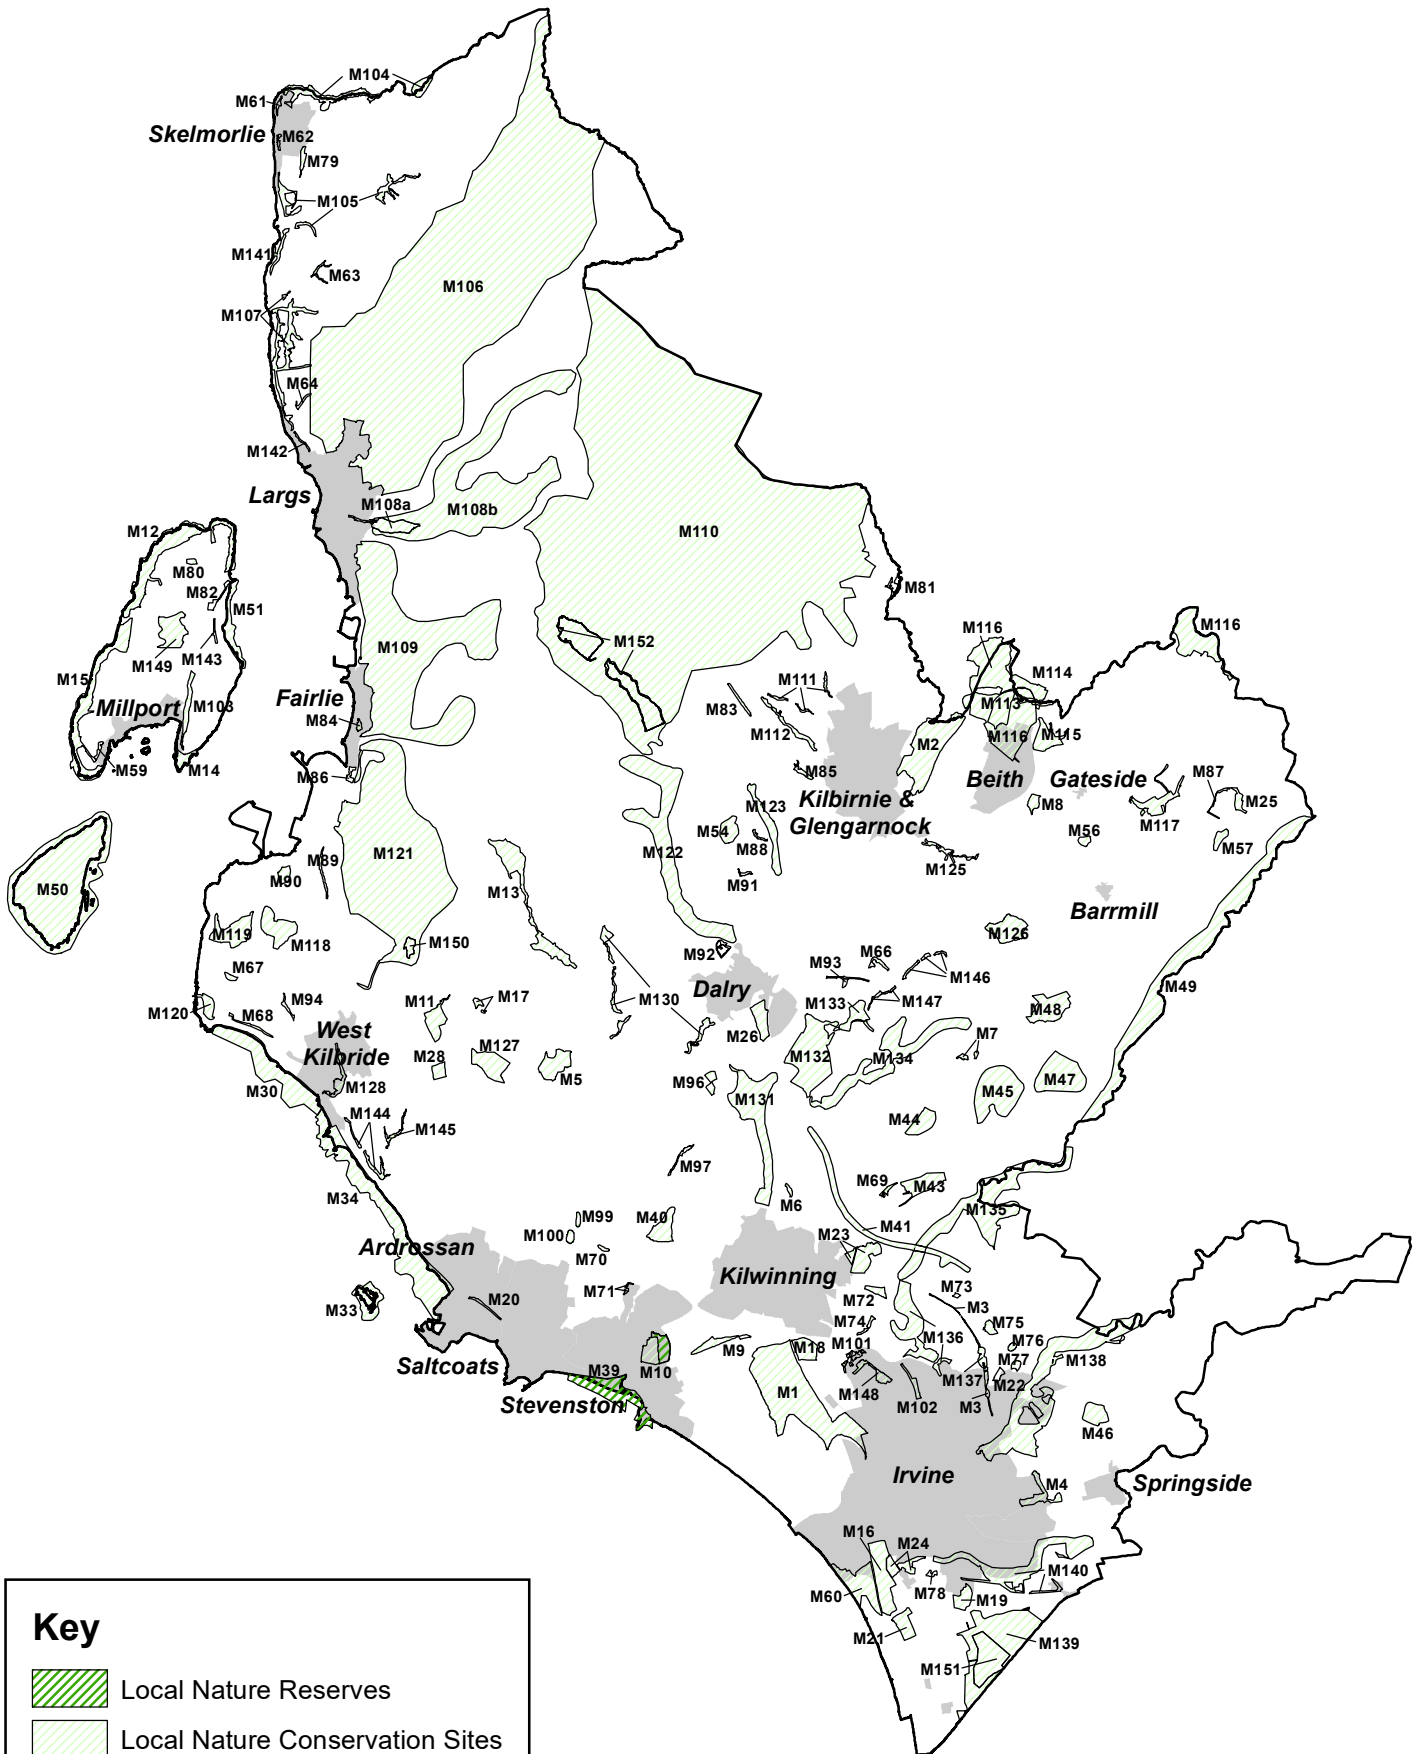 M104
M61
Skelmorlie
M62
M79
M105
M141
M63
M106
M107
M64
M142
Largs
M108a
M108b
M110
M12
M80
M82
M51
M81
M116
M116
M109
M152
M149
M143
M15
M114
Millport
M103
Fairlie
M84
M83
M111
M112
M113
M2
M116
M115
M59
M14
M86
M85
Beith
Gateside
M87
M25
Kilbirnie &
Glengarnock
M123
M8
M117
M54
M88
M122
M56
M57
M121
M89
M90
M13
M91
M125
M50
Barrmill
M119
M118
M150
M92
M126
M66
M93
M146
M67
Dalry
M49
M120
M68
M94
M11
M17
M130
M133
M147
M48
West
Kilbride
M26
M7
M28
M127
M5
M132
M134
M96
M128
M30
M131
M45
M47
M144
M145
M44
M97
M69
M43
M34
M6
M99
M40
M100
M41
M135
M23
Ardrossan
M70
Kilwinning
M33
M20
M71
M72
M73
M3
M74
M75
M101
M136
M76
M9
M18
M77
M138
Saltcoats
M39
M10
M137
M22
M1
M148
M102
M3
Stevenston
M46
Irvine
M4
Springside
M16
M24
M140
M60
M78
M19
M21
M139
M151
Key
Local Nature Reserves
Local Nature Conservation Sites